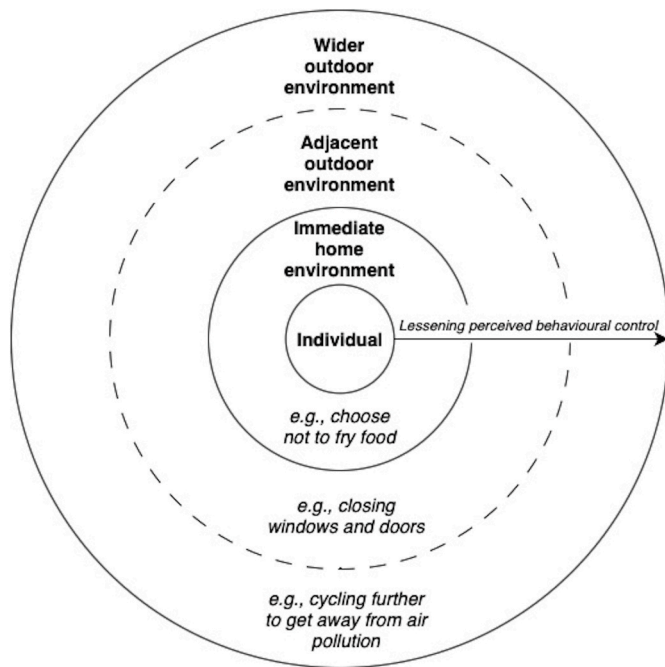 Wider
outdoor
environment
Adjacent
outdoor
environment
Immediate
home
environment
Lessening perceived behavioural control
Individual
e.g., choose
not to fry food
e.g., closing
windows and doors
e.g., cycling further
to get away from air
pollution